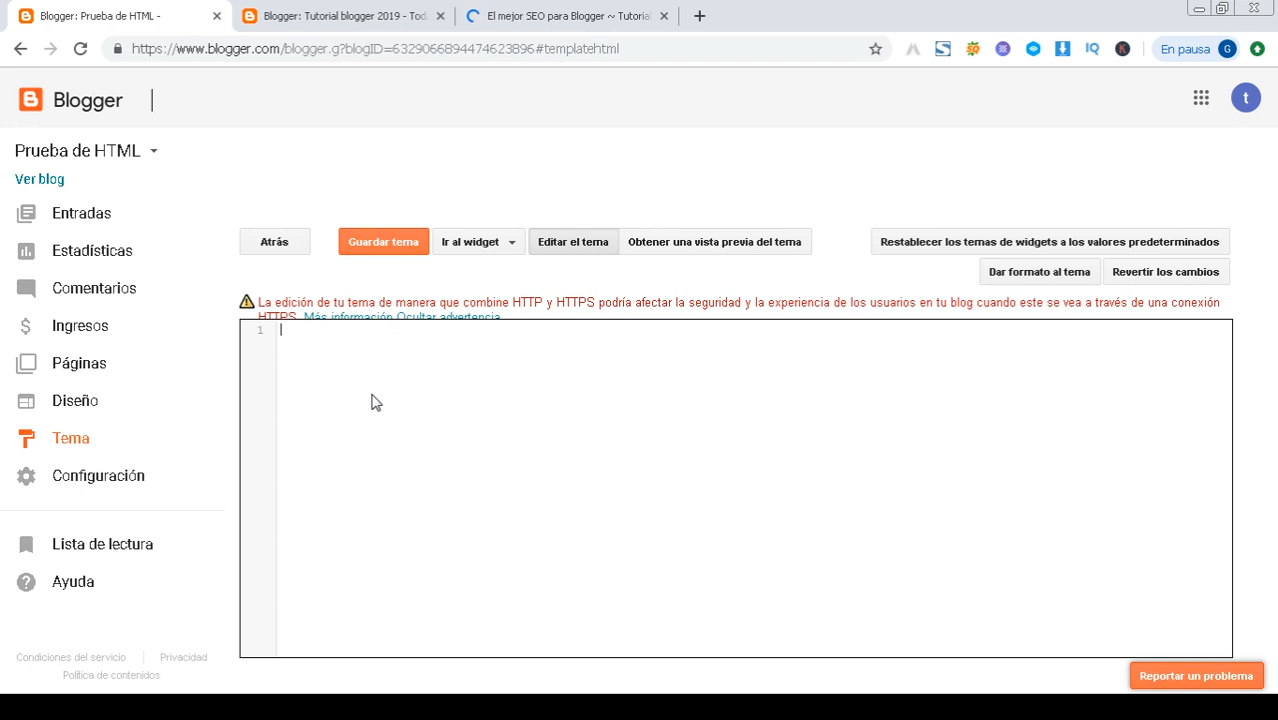 Blogger: Prueba de HTML -
Blogger: Tutorial blogger 2019 - Tod
El mejor SEO para Blogger ~ Tutorial
https://www.blogger.com/blogger.g?blogID=6329066894474623896#templatehtml
En pausa G
Blogger
t
Prueba de HTML
Ver blog
Entradas
Estadísticas
Comentarios
Ingresos
Páginas
Diseño
Tema
Configuración
Lista de lectura
Ayuda
Condiciones del servicio Privacidad
Política de contenidos
Atrás Guardar tema Ir al widget Editar el tema Obtener una vista previa del tema Restablecer los temas de widgets a los valores predeterminados
Dar formato al tema Revertir los cambios
La edición de tu tema de manera que combine HTTP y HTTPS podría afectar la seguridad y la experiencia de los usuarios en tu blog cuando este se vea a través de una conexión
HTTPS. Más información Ocultar advertencia
1
Reportar un problema